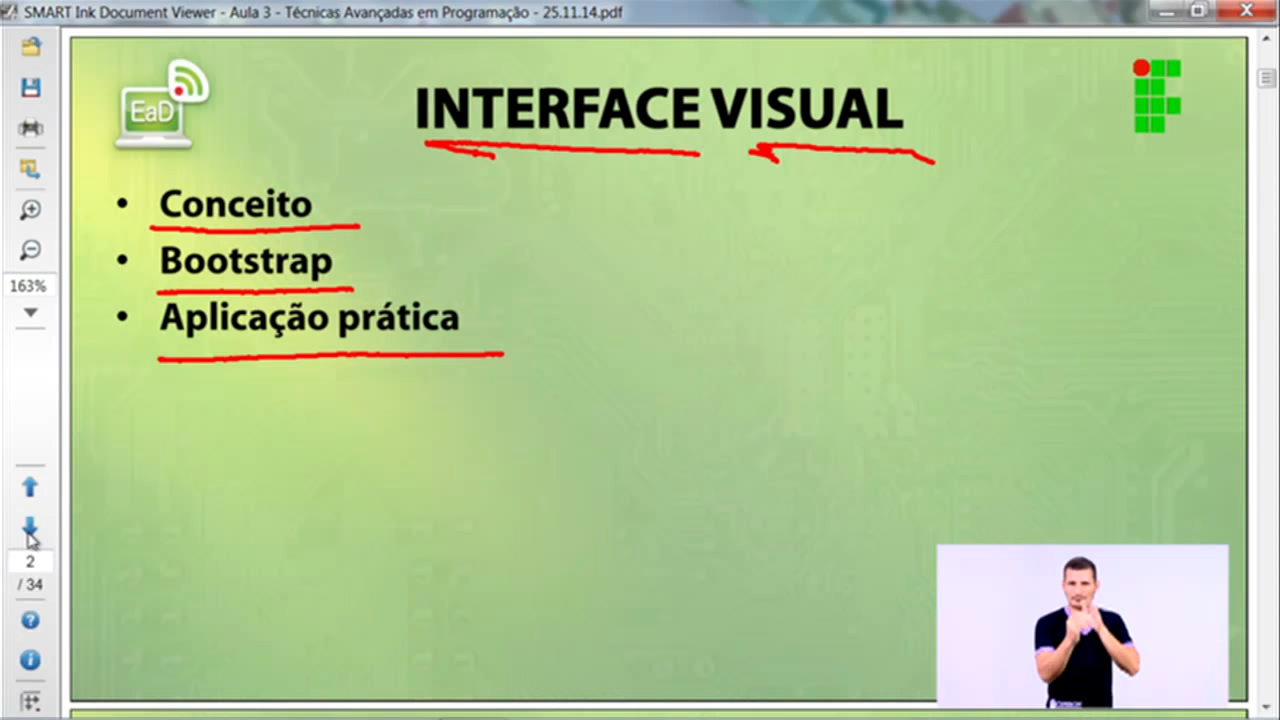 SMART Ink Document Viewer - Aula 3 - Técnicas Avançadas em Programação - 25.11.14.pdf
EaD
INTERFACE VISUAL
• Conceito
• Bootstrap
• Aplicação prática
163%
2
/ 34